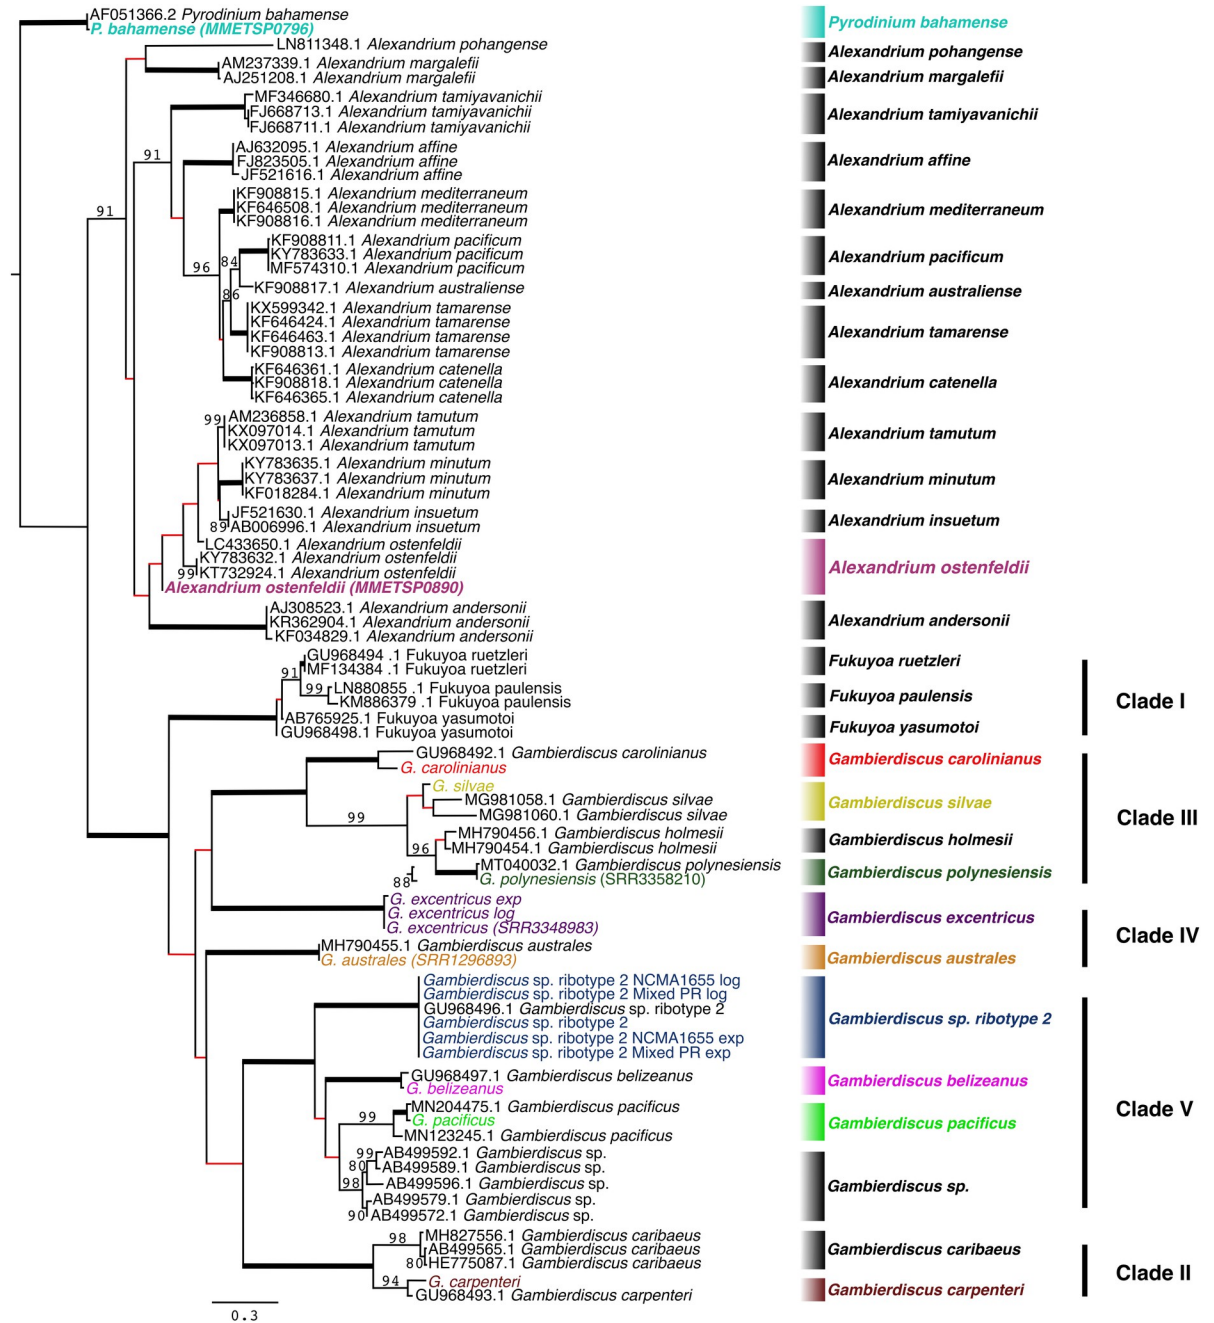 AF051366.2 Pyrodinium bahamense
P. bahamense (MMETSP0796)
Pyrodinium bahamense
LN811348.1 Alexandrium pohangense
Alexandrium pohangense
AM237339.1 Alexandrium margalefii
AJ251208.1 Alexandrium margalefii
Alexandrium margalefii
MF346680.1 Alexandrium tamiyavanichii
FJ668713.1 Alexandrium tamiyavanichii
FJ668711.1 Alexandrium tamiyavanichii
Alexandrium tamiyavanichii
91
AJ632095.1 Alexandrium affine
FJ823505.1 Alexandrium affine
JF521616.1 Alexandrium affine
Alexandrium affine
KF908815.1 Alexandrium mediterraneum
KF646508.1 Alexandrium mediterraneum
KF908816.1 Alexandrium mediterraneum
Alexandrium mediterraneum
91
KF908811.1 Alexandrium pacificum
KY783633.1 Alexandrium pacificum
MF574310.1 Alexandrium pacificum
Alexandrium pacificum
84
96
KF908817.1 Alexandrium australiense
Alexandrium australiense
86
KX599342.1 Alexandrium tamarense
KF646424.1 Alexandrium tamarense
KF646463.1 Alexandrium tamarense
KF908813.1 Alexandrium tamarense
Alexandrium tamarense
KF646361.1 Alexandrium catenella
KF908818.1 Alexandrium catenella
KF646365.1 Alexandrium catenella
Alexandrium catenella
99
AM236858.1 Alexandrium tamutum
KX097014.1 Alexandrium tamutum
KX097013.1 Alexandrium tamutum
Alexandrium tamutum
KY783635.1 Alexandrium minutum
KY783637.1 Alexandrium minutum
KF018284.1 Alexandrium minutum
Alexandrium minutum
JF521630.1 Alexandrium insuetum
89
AB006996.1 Alexandrium insuetum
Alexandrium insuetum
LC433650.1 Alexandrium ostenfeldii
KY783632.1 Alexandrium ostenfeldii
99
KT732924.1 Alexandrium ostenfeldii
Alexandrium ostenfeldii (MMETSP0890)
Alexandrium ostenfeldii
AJ308523.1 Alexandrium andersonii
KR362904.1 Alexandrium andersonii
KF034829.1 Alexandrium andersonii
Alexandrium andersonii
GU968494 .1 Fukuyoa ruetzleri
MF134384 .1 Fukuyoa ruetzleri
Fukuyoa ruetzleri
91
99
LN880855 .1 Fukuyoa paulensis
KM886379 .1 Fukuyoa paulensis
Fukuyoa paulensis
AB765925.1 Fukuyoa yasumotoi
GU968498.1 Fukuyoa yasumotoi
Fukuyoa yasumotoi
Clade I
GU968492.1 Gambierdiscus carolinianus
G. carolinianus
Gambierdiscus carolinianus
G. silvae
MG981058.1 Gambierdiscus silvae
MG981060.1 Gambierdiscus silvae
Gambierdiscus silvae
99
MH790456.1 Gambierdiscus holmesii
MH790454.1 Gambierdiscus holmesii
Gambierdiscus holmesii
96
MT040032.1 Gambierdiscus polynesiensis
G. polynesiensis (SRR3358210)
Gambierdiscus polynesiensis
88
Clade III
G. excentricus exp
G. excentricus log
G. excentricus (SRR3348983)
Gambierdiscus excentricus
MH790455.1 Gambierdiscus australes
G. australes (SRR1296893)
Gambierdiscus australes
Clade IV
Gambierdiscus sp. ribotype 2 NCMA1655 log
Gambierdiscus sp. ribotype 2 Mixed PR log
GU968496.1 Gambierdiscus sp. ribotype 2
Gambierdiscus sp. ribotype 2
Gambierdiscus sp. ribotype 2 NCMA1655 exp
Gambierdiscus sp. ribotype 2 Mixed PR exp
Gambierdiscus sp. ribotype 2
GU968497.1 Gambierdiscus belizeanus
G. belizeanus
Gambierdiscus belizeanus
99
MN204475.1 Gambierdiscus pacificus
G. pacificus
MN123245.1 Gambierdiscus pacificus
Gambierdiscus pacificus
99
AB499592.1 Gambierdiscus sp.
80
AB499589.1 Gambierdiscus sp.
98
AB499596.1 Gambierdiscus sp.
AB499579.1 Gambierdiscus sp.
90
AB499572.1 Gambierdiscus sp.
Gambierdiscus sp.
Clade V
98
MH827556.1 Gambierdiscus caribaeus
AB499565.1 Gambierdiscus caribaeus
80
HE775087.1 Gambierdiscus caribaeus
Gambierdiscus caribaeus
94
G. carpenteri
GU968493.1 Gambierdiscus carpenteri
Gambierdiscus carpenteri
Clade II
0.3